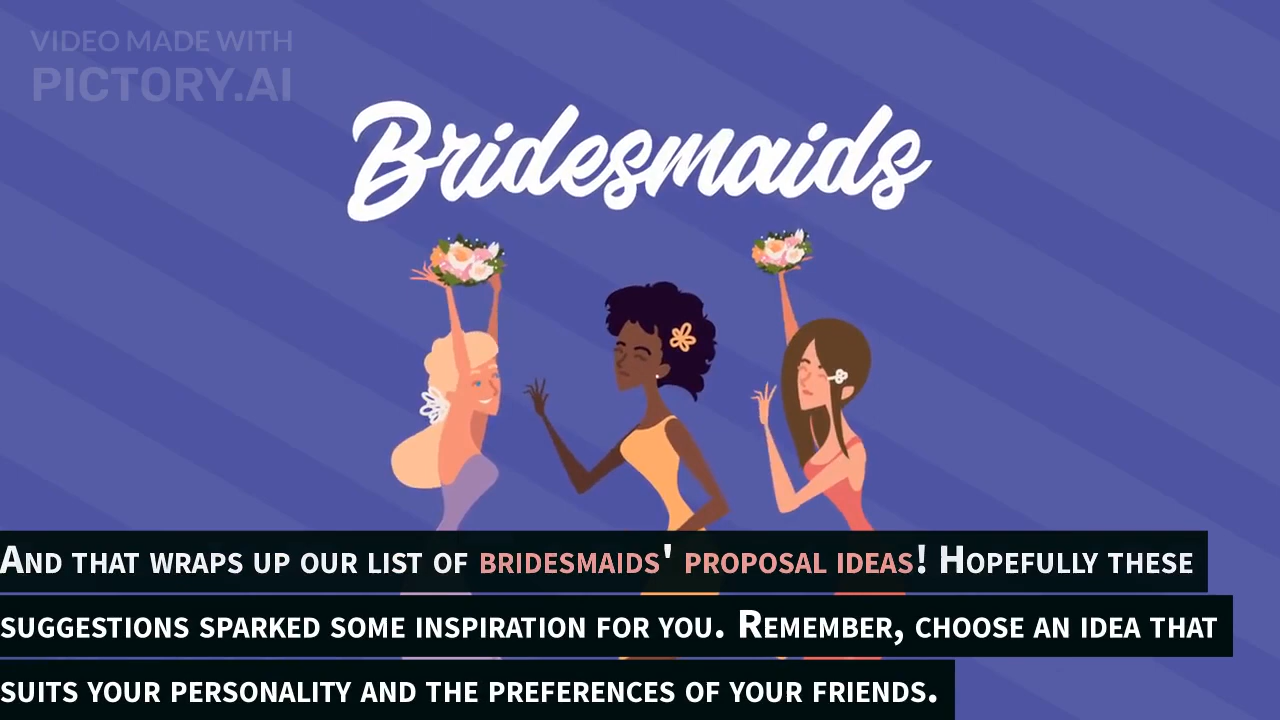 VIDEO MADE WITH
PICTORY.AI
Bridesmaids
And that wraps up our list of bridesmaids' proposal ideas! Hopefully these
suggestions sparked some inspiration for you. Remember, choose an idea that
suits your personality and the preferences of your friends.